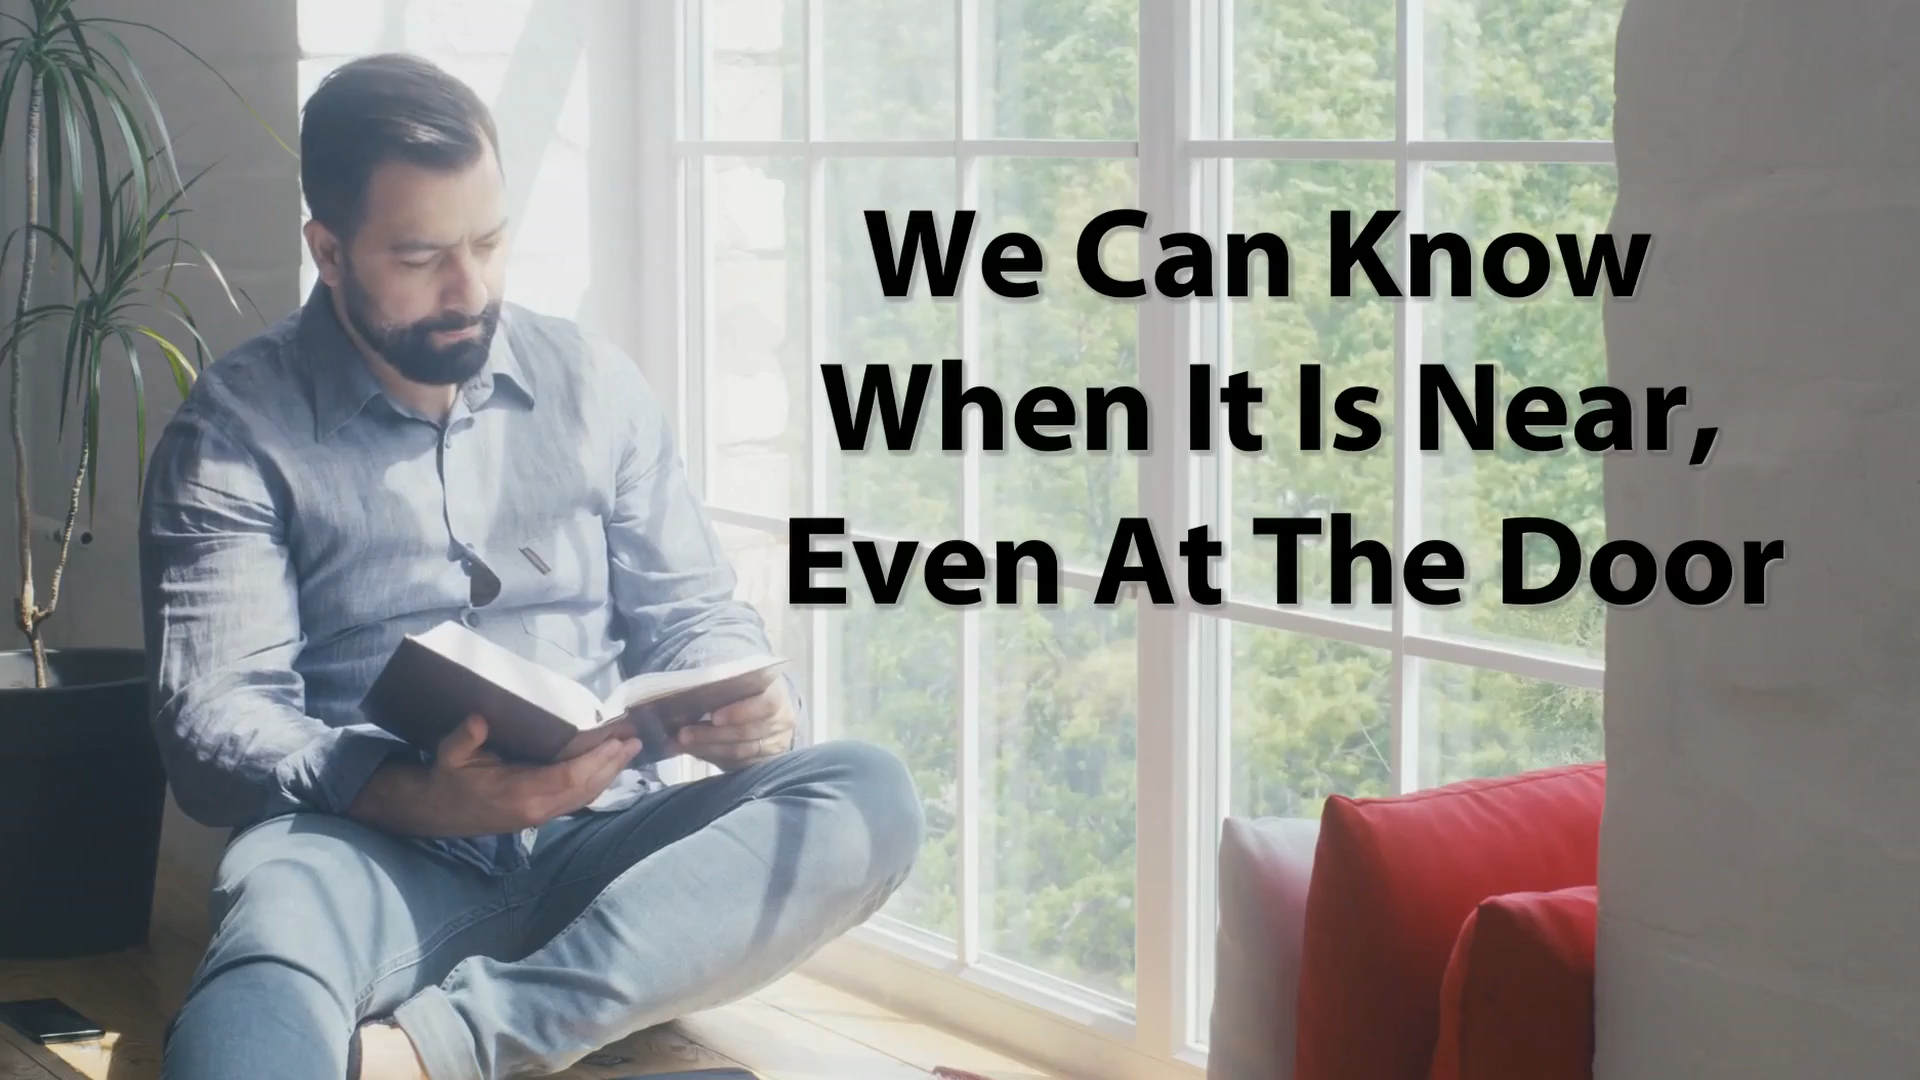 We Can Know
When It Is Near,
Even At The Door